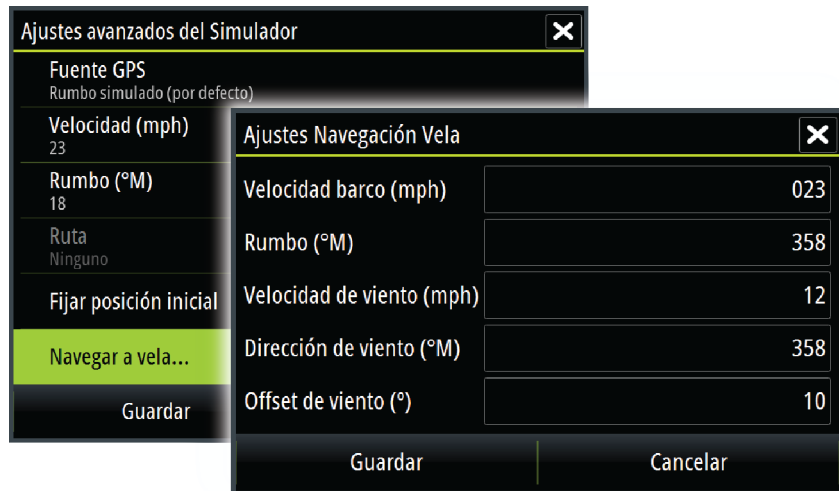 Ajustes avanzados del Simulador
Fuente GPS
Rumbo simulado (por defecto)
Velocidad (mph)
23
Rumbo (°M)
18
Ruta
Ninguno
Fijar posición inicial
Navegar a vela...
Guardar
Ajustes Navegación Vela
Velocidad barco (mph) 023
Rumbo (°M) 358
Velocidad de viento (mph) 12
Dirección de viento (°M) 358
Offset de viento (º) 10
Guardar Cancelar